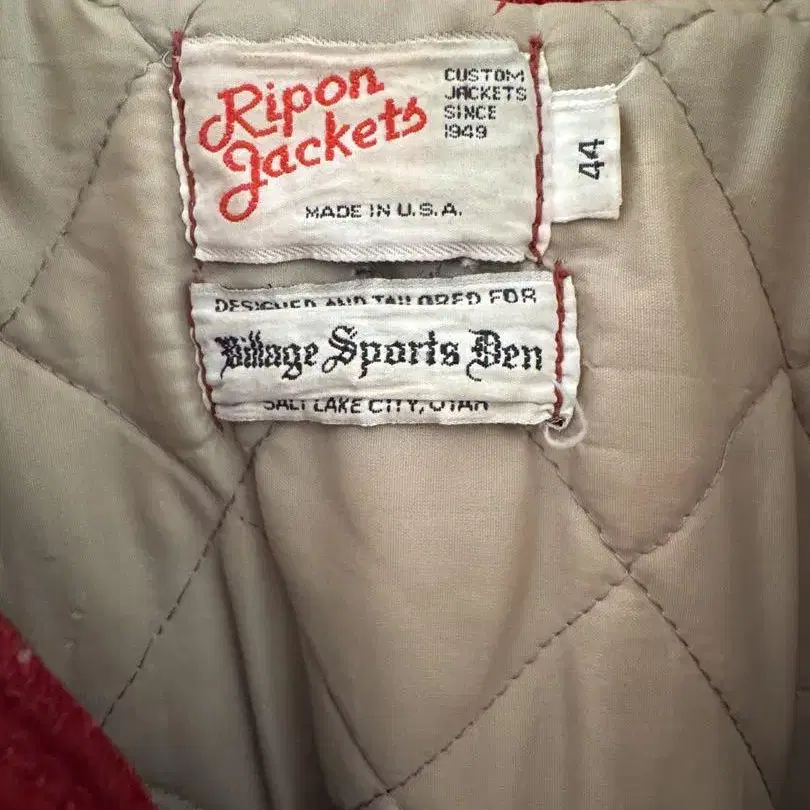 Ripon
Jackets
CUSTOM
JACKETS
SINCE
1949
MADE IN U.S.A.
44
DESIGNED AND TAILORED FOR
Village Sports Den
SALT LAKE CITY, UTAH